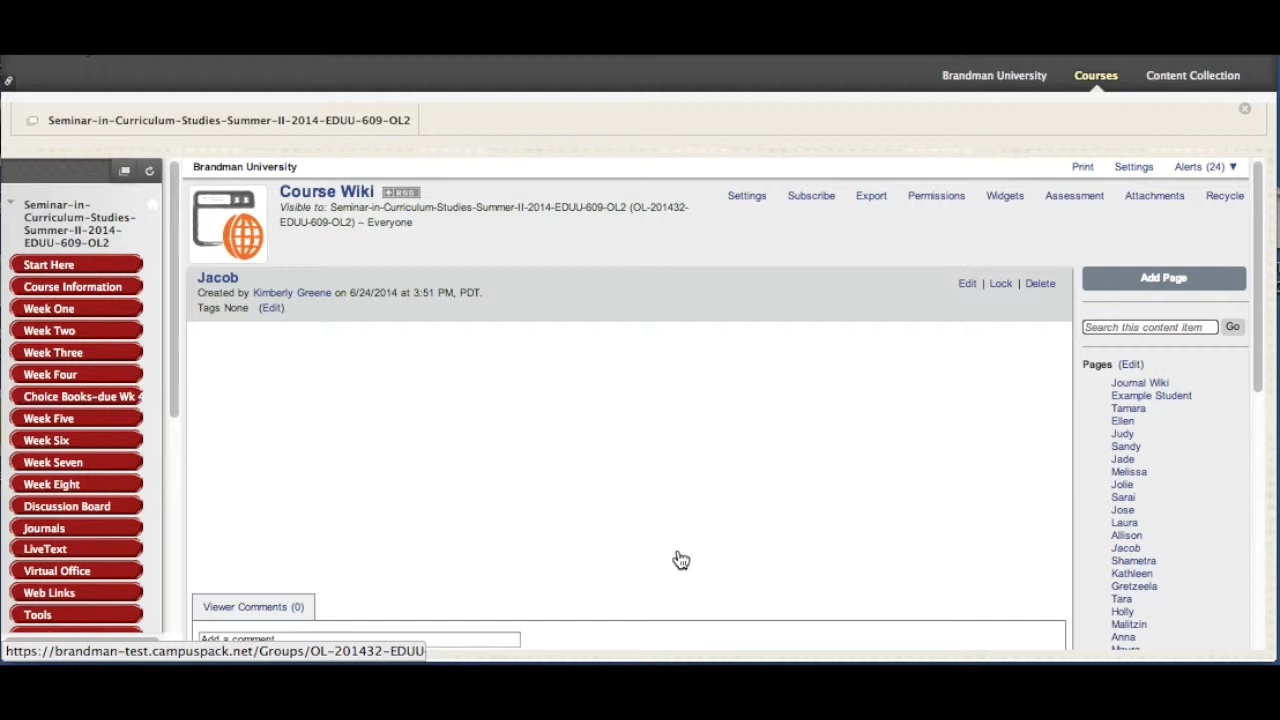 Brandman University
Courses
Content Collection
Seminar-in-Curriculum-Studies-Summer-II-2014-EDUU-609-OL2
Seminar-in-
Curriculum-Studies-
Summer-II-2014-
EDUU-609-OL2
Start Here
Course Information
Week One
Week Two
Week Three
Week Four
Choice Books-due Wk 4
Week Five
Week Six
Week Seven
Week Eight
Discussion Board
Journals
LiveText
Virtual Office
Web Links
Tools
Brandman University
Print
Settings
Alerts (24) ▼
Course Wiki
+RSS
Visible to: Seminar-in-Curriculum-Studies-Summer-II-2014-EDUU-609-OL2 (OL-201432-
EDUU-609-OL2) – Everyone
Settings
Subscribe
Export
Permissions
Widgets
Assessment
Attachments
Recycle
Jacob
Created by Kimberly Greene on 6/24/2014 at 3:51 PM, PDT.
Tags None (Edit)
Edit | Lock | Delete
Viewer Comments (0)
Add a comment
Add Page
Search this content item
Go
Pages (Edit)
Journal Wiki
Example Student
Tamara
Ellen
Judy
Sandy
Jade
Melissa
Jolie
Sarai
Jose
Laura
Allison
Jacob
Shametra
Kathleen
Gretzeela
Tara
Holly
Malitzin
Anna
https://brandman-test.campuspack.net/Groups/OL-201432-EDUU-